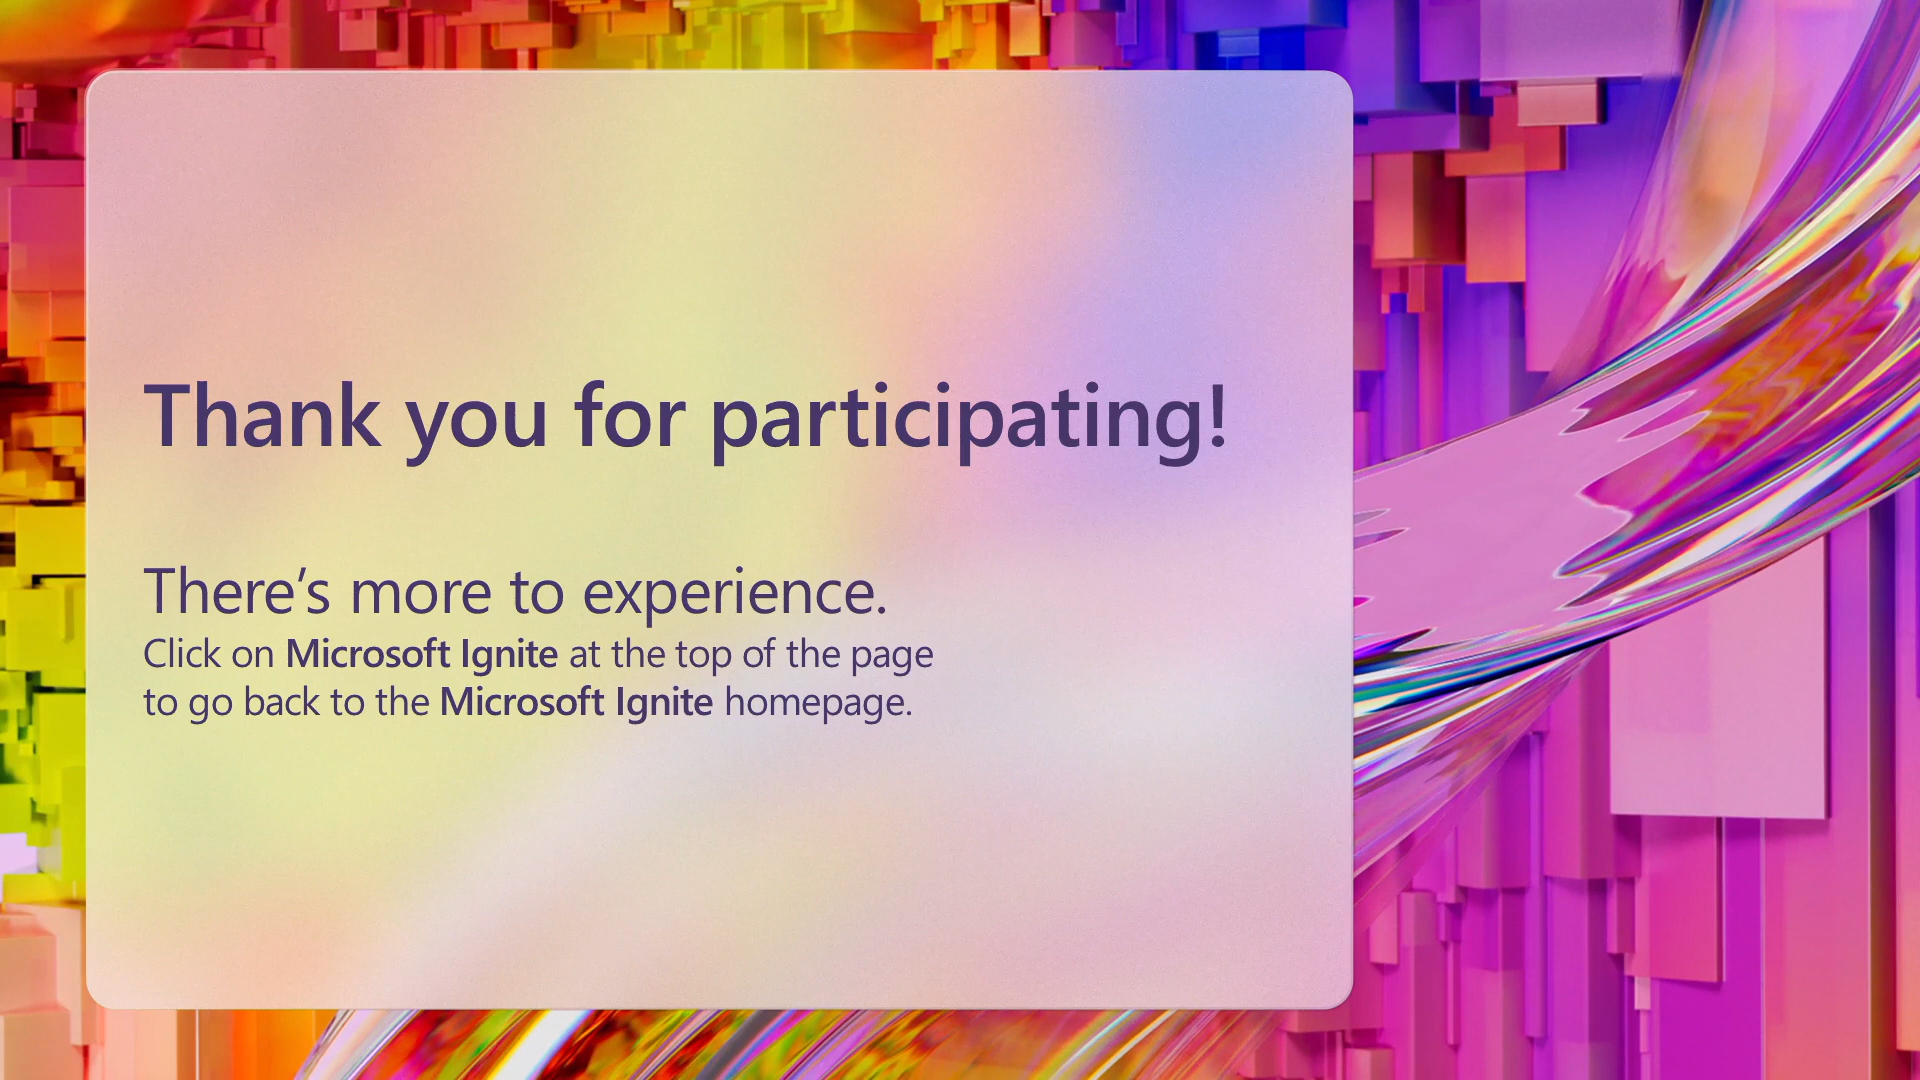 Thank you for participating!
There’s more to experience.
Click on Microsoft Ignite at the top of the page
to go back to the Microsoft Ignite homepage.